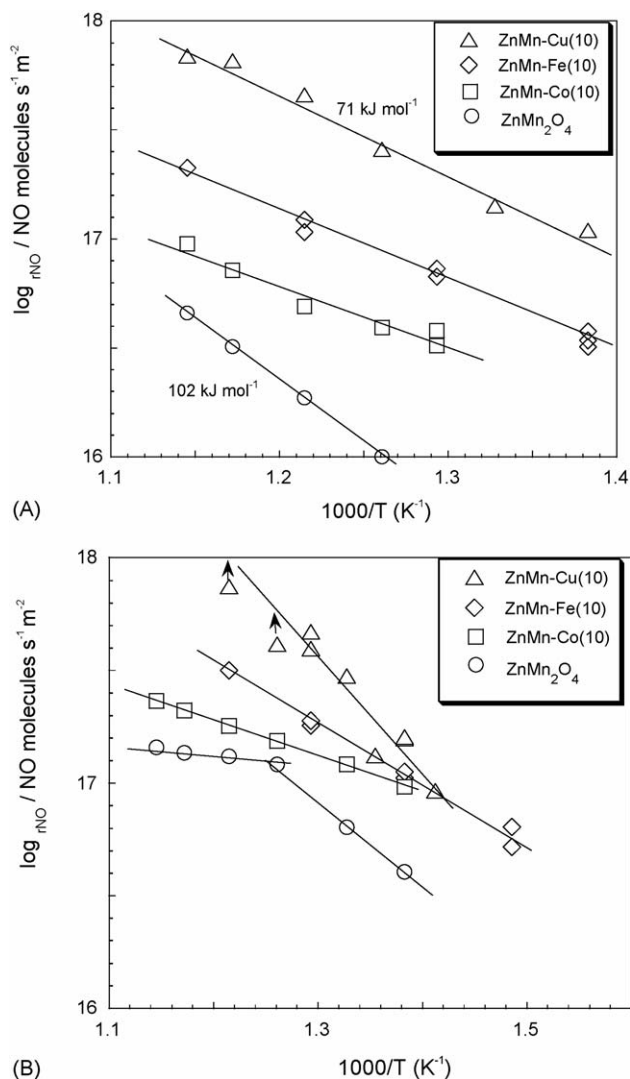 18
ZnMn-Cu(10)
ZnMn-Fe(10)
ZnMn-Co(10)
ZnMn₂O₄
71 kJ mol⁻¹
17
102 kJ mol⁻¹
16
1.1 1.2 1.3 1.4
log rNO / NO molecules s⁻¹ m⁻²
1000/T (K⁻¹)
(A)
18
ZnMn-Cu(10)
ZnMn-Fe(10)
ZnMn-Co(10)
ZnMn₂O₄
17
16
1.1 1.3 1.5
log rNO / NO molecules s⁻¹ m⁻²
1000/T (K⁻¹)
(B)